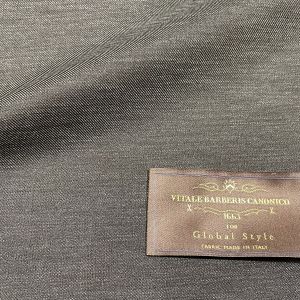 VITALE BARBERIS CANONICO
1663
FOR
Global Style
FABRIC MADE IN ITALY